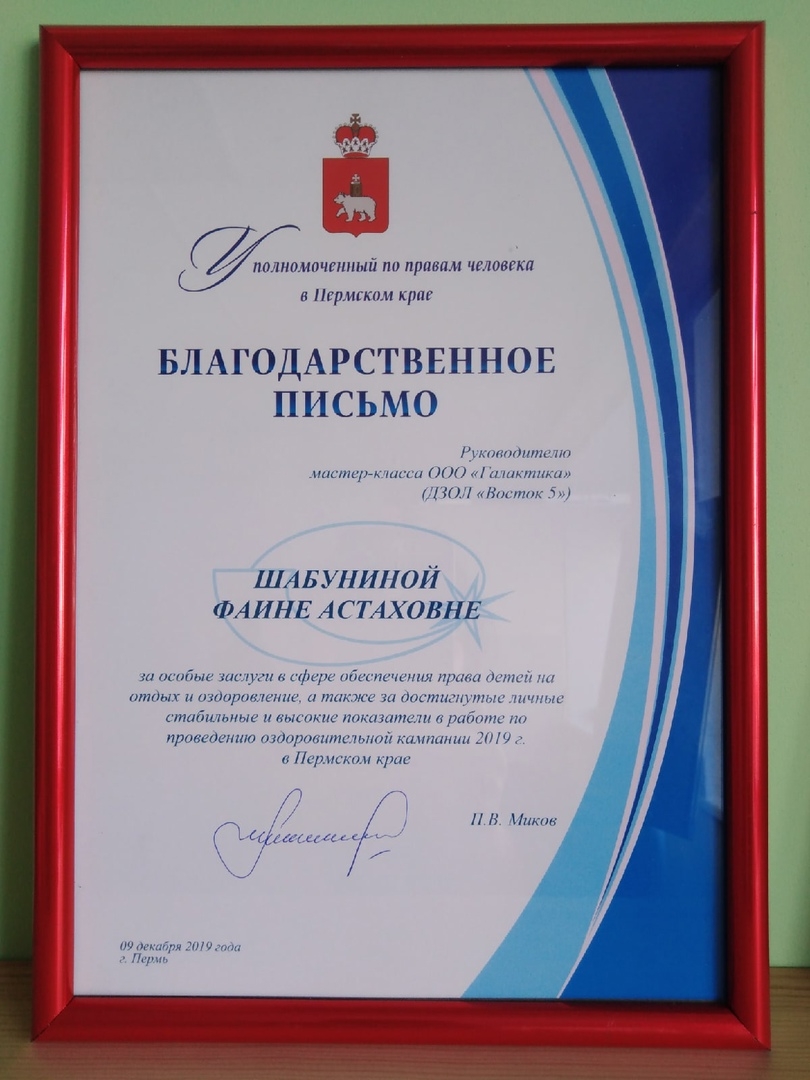 Уполномоченный по правам человека
в Пермском крае
БЛАГОДАРСТВЕННОЕ
ПИСЬМО
Руководителю
мастер-класса ООО «Галактика»
(ДЗОЛ «Восток 5»)
ШАБУНИНОЙ
ФАИНЕ АСТАХОВНЕ
за особые заслуги в сфере обеспечения права детей на
отдых и оздоровление, а также за достигнутые личные
стабильные и высокие показатели в работе по
проведению оздоровительной кампании 2019 г.
в Пермском крае
П.В. Миков
09 декабря 2019 года
г. Пермь